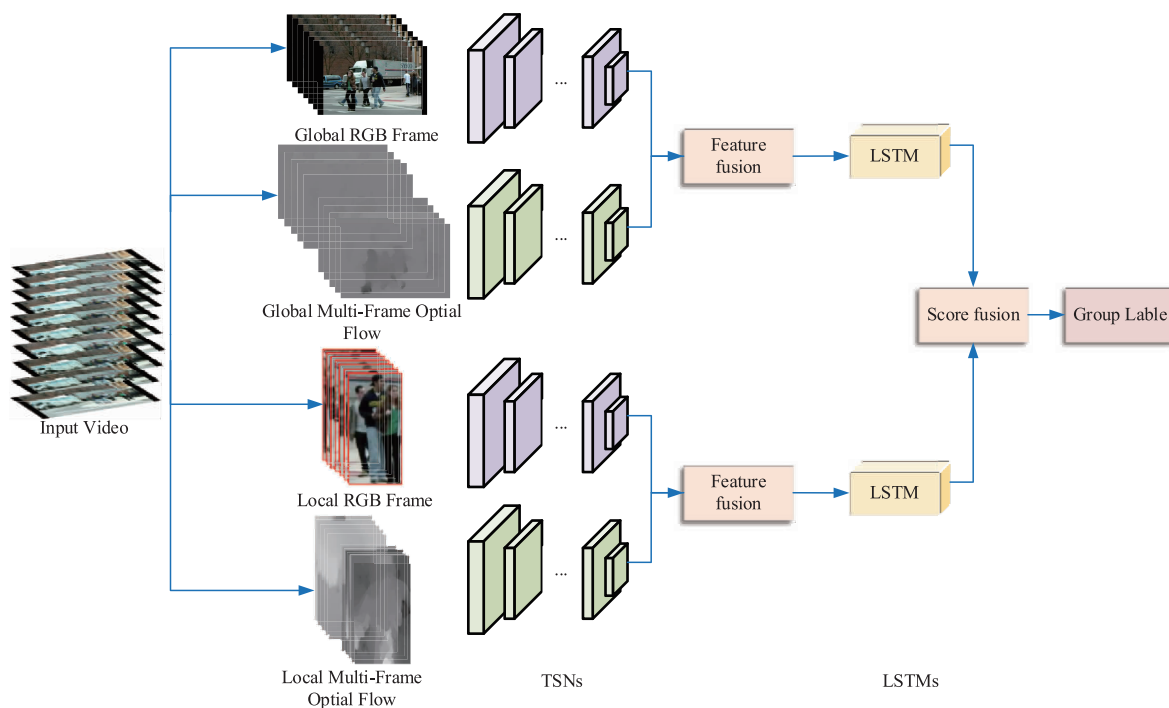 Global RGB Frame
...
...
Feature
fusion
LSTM
Global Multi-Frame Optial
Flow
Input Video
Score fusion
Group Lable
Local RGB Frame
...
...
Feature
fusion
LSTM
Local Multi-Frame
Optial Flow
TSNs
LSTMs